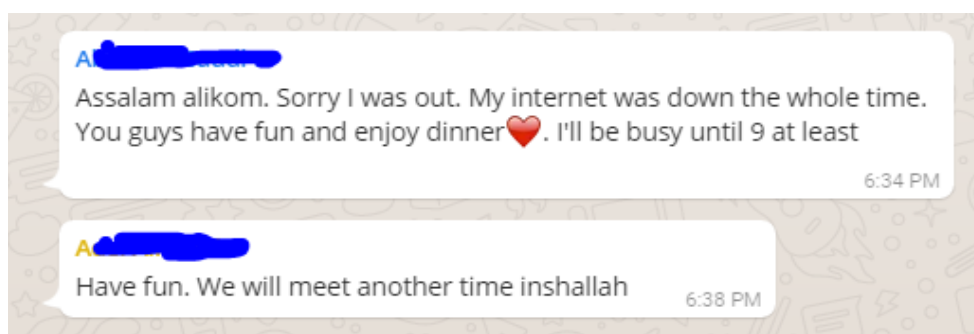 Assalam alikom. Sorry I was out. My internet was down the whole time.
You guys have fun and enjoy dinner❤️. I'll be busy until 9 at least
6:34 PM
Have fun. We will meet another time inshallah
6:38 PM